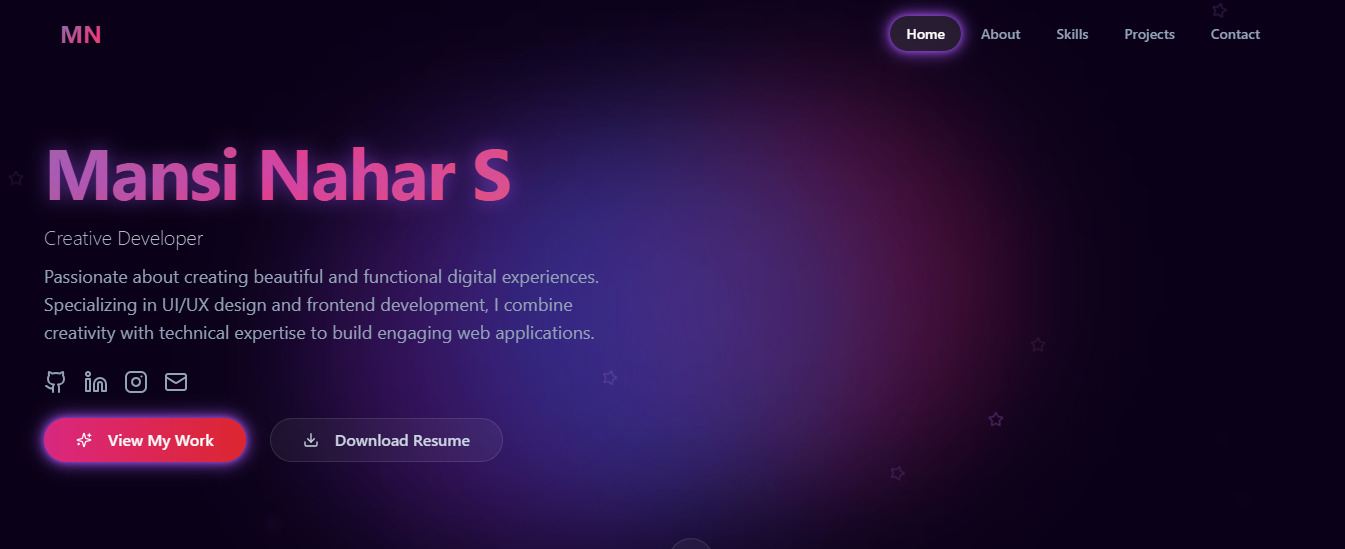 MN
Home
About
Skills
Projects
Contact
Mansi Nahar S
Creative Developer
Passionate about creating beautiful and functional digital experiences.
Specializing in UI/UX design and frontend development, I combine
creativity with technical expertise to build engaging web applications.
View My Work
Download Resume